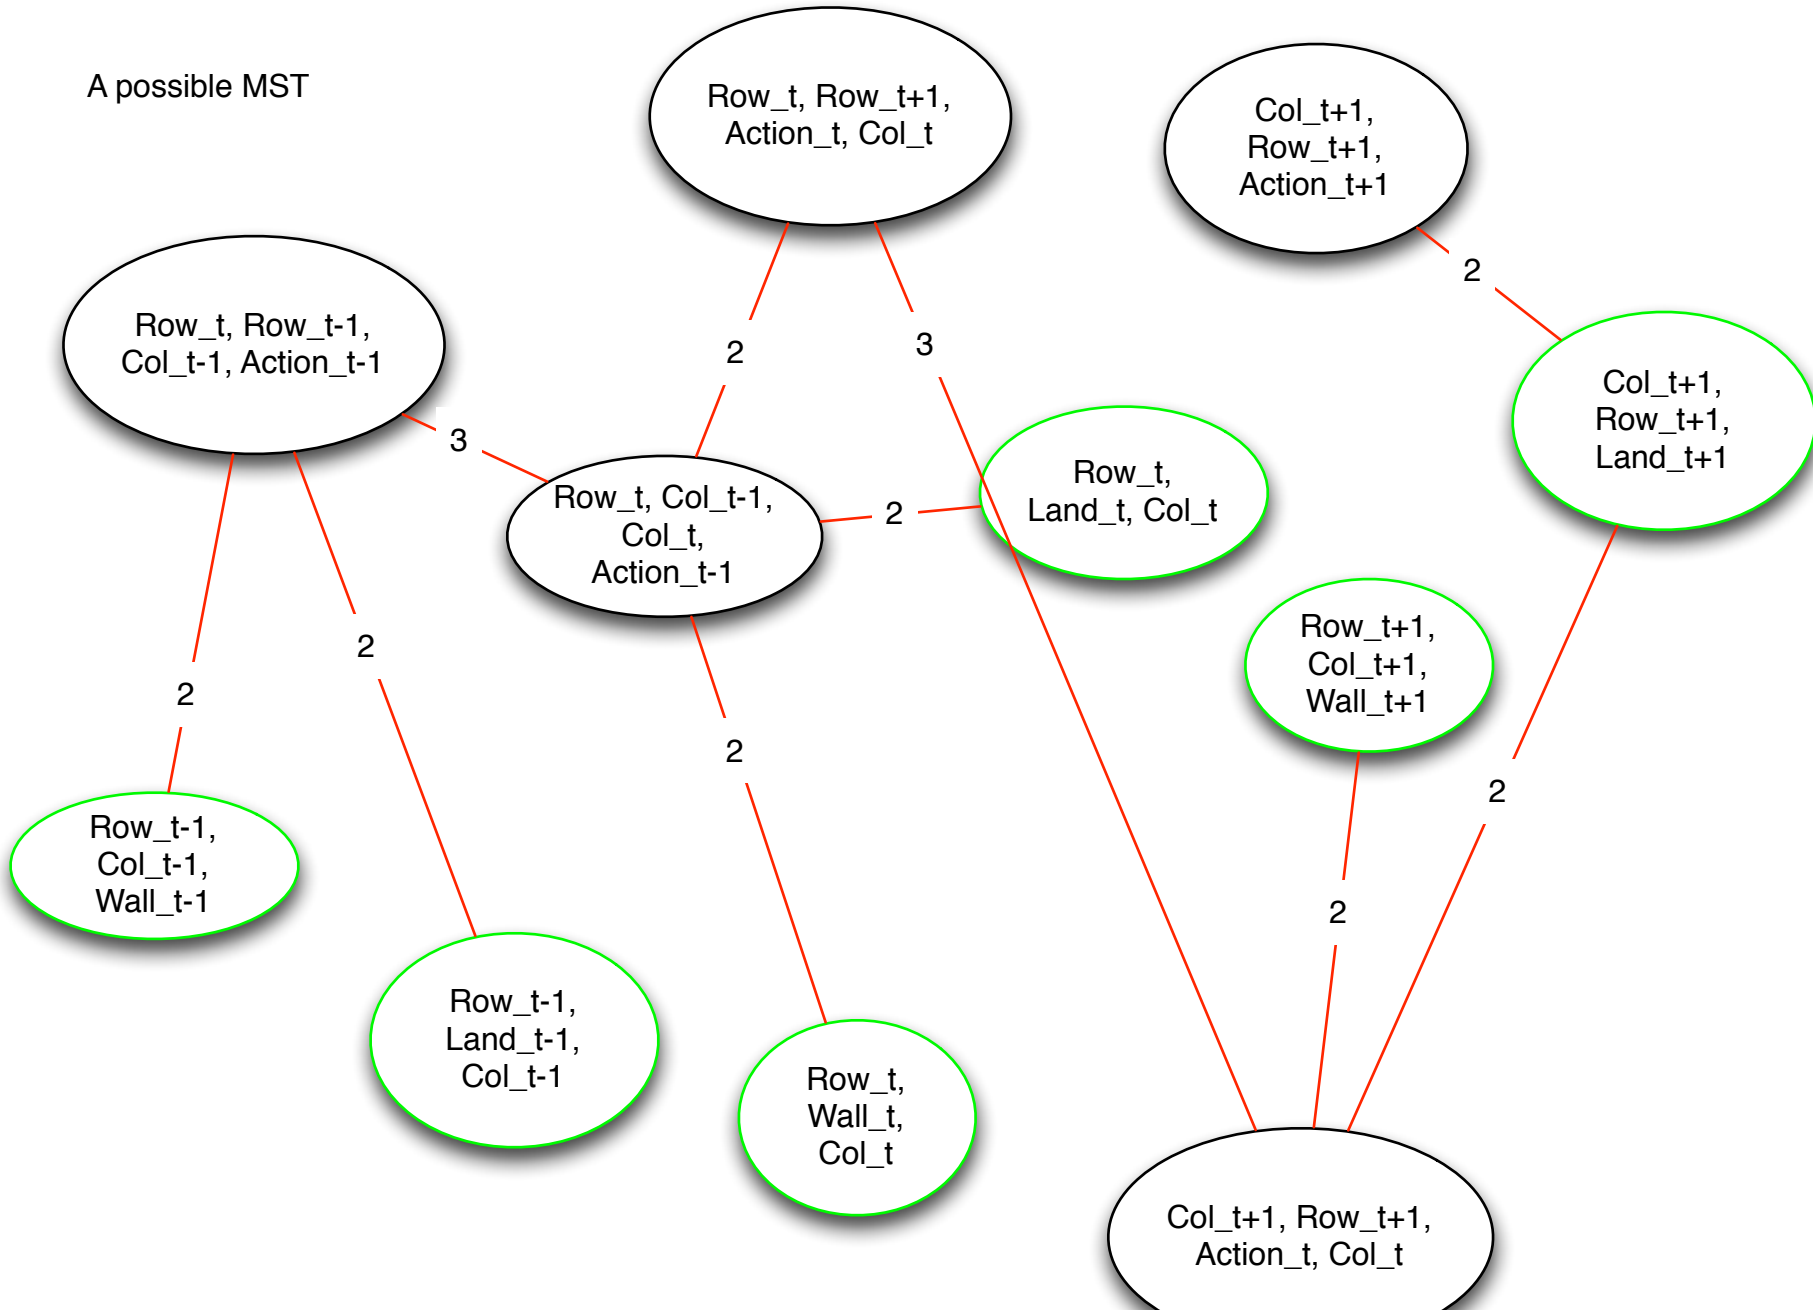 A possible MST
Row_t, Row_t+1,
Action_t, Col_t
Col_t+1,
Row_t+1,
Action_t+1
2
Row_t, Row_t-1,
Col_t-1, Action_t-1
2
3
Col_t+1,
Row_t+1,
Land_t+1
3
Row_t, Col_t-1,
Col_t,
Action_t-1
2
Row_t,
Land_t, Col_t
2
Row_t+1,
Col_t+1,
Wall_t+1
2
2
2
Row_t-1,
Col_t-1,
Wall_t-1
2
Row_t-1,
Land_t-1,
Col_t-1
Row_t,
Wall_t,
Col_t
Col_t+1, Row_t+1,
Action_t, Col_t